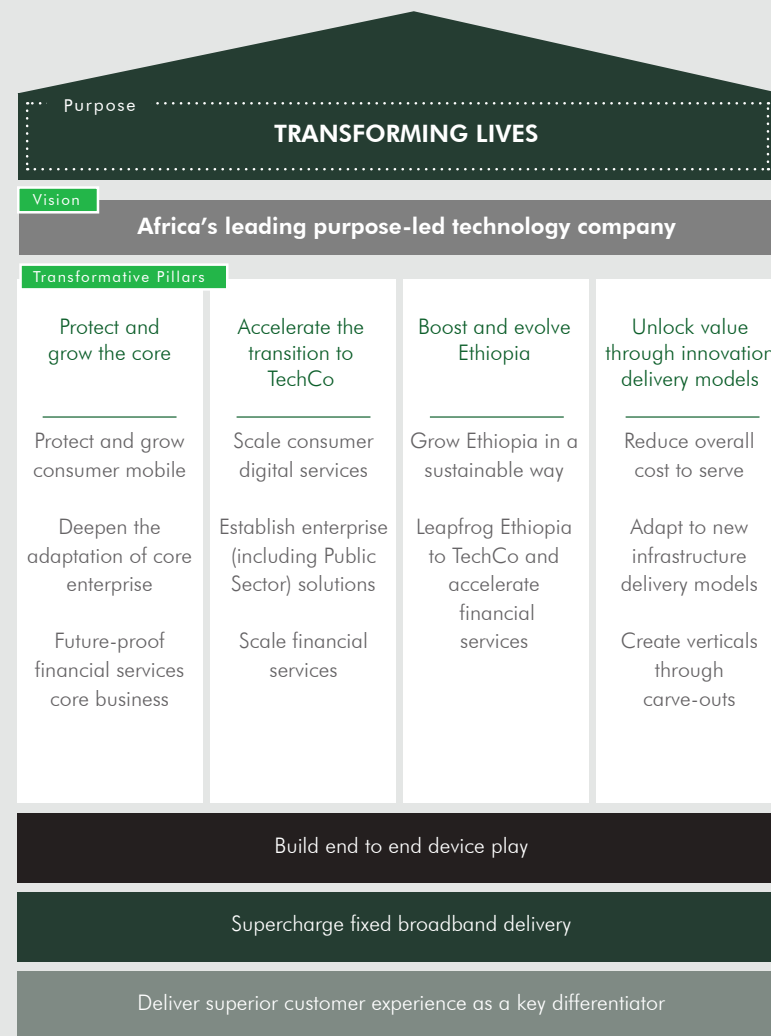 Purpose
TRANSFORMING LIVES
Vision
Africa’s leading purpose-led technology company
Transformative Pillars
Protect and
grow the core
Protect and grow
consumer mobile
Deepen the
adaptation of core
enterprise
Future-proof
financial services
core business
Accelerate the
transition to
TechCo
Scale consumer
digital services
Establish enterprise
(including Public
Sector) solutions
Scale financial
services
Boost and evolve
Ethiopia
Grow Ethiopia in a
sustainable way
Leapfrog Ethiopia
to TechCo and
accelerate
financial
services
Unlock value
through innovation
delivery models
Reduce overall
cost to serve
Adapt to new
infrastructure
delivery models
Create verticals
through
carve-outs
Build end to end device play
Supercharge fixed broadband delivery
Deliver superior customer experience as a key differentiator